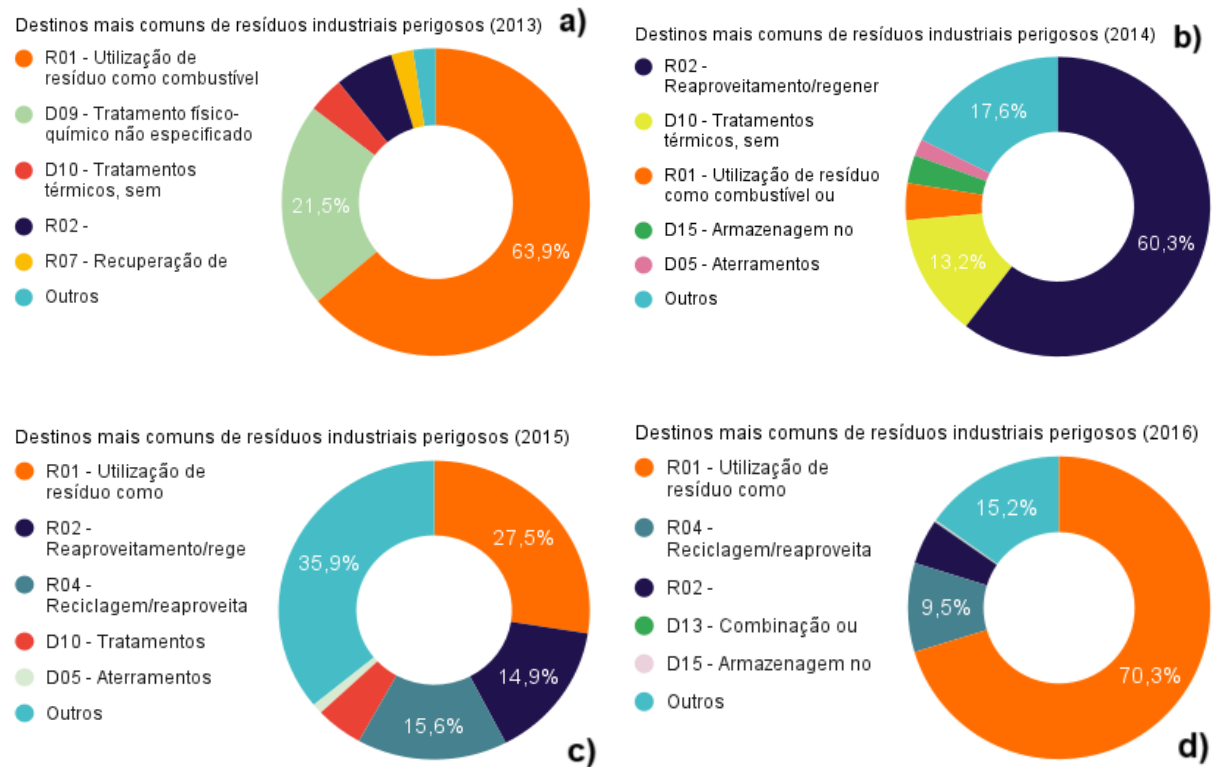 Destinos mais comuns de resíduos industriais perigosos (2013)
a)
R01 - Utilização de
resíduo como combustível
D09 - Tratamento físico-
químico não especificado
D10 - Tratamentos
térmicos, sem
R02 -
R07 - Recuperação de
Outros
21,5%
63,9%
Destinos mais comuns de resíduos industriais perigosos (2014)
b)
R02 -
Reaproveitamento/regener
D10 - Tratamentos
térmicos, sem
R01 - Utilização de resíduo
como combustível ou
D15 - Armazenagem no
D05 - Aterramentos
Outros
17,6%
60,3%
13,2%
Destinos mais comuns de resíduos industriais perigosos (2015)
R01 - Utilização de
resíduo como
R02 -
Reaproveitamento/rege
R04 -
Reciclagem/reaproveita
D10 - Tratamentos
D05 - Aterramentos
Outros
27,5%
35,9%
14,9%
15,6%
c)
Destinos mais comuns de resíduos industriais perigosos (2016)
R01 - Utilização de
resíduo como
R04 -
Reciclagem/reaproveita
R02 -
D13 - Combinação ou
D15 - Armazenagem no
Outros
15,2%
9,5%
70,3%
d)